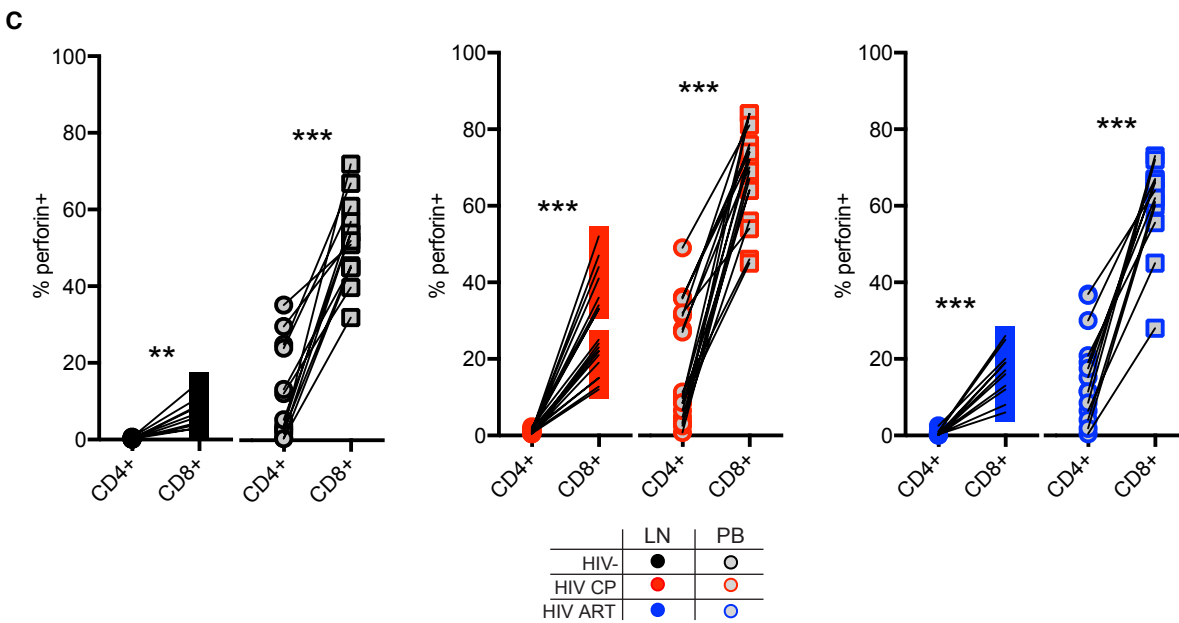 C
100
80
60
40
20
0
% perforin+
**
***
CD4+
CD8+
CD4+
CD8+
100
80
60
40
20
0
% perforin+
***
***
CD4+
CD8+
CD4+
CD8+
100
80
60
40
20
0
% perforin+
***
***
CD4+
CD8+
CD4+
CD8+
LN PB
HIV-
HIV CP
HIV ART